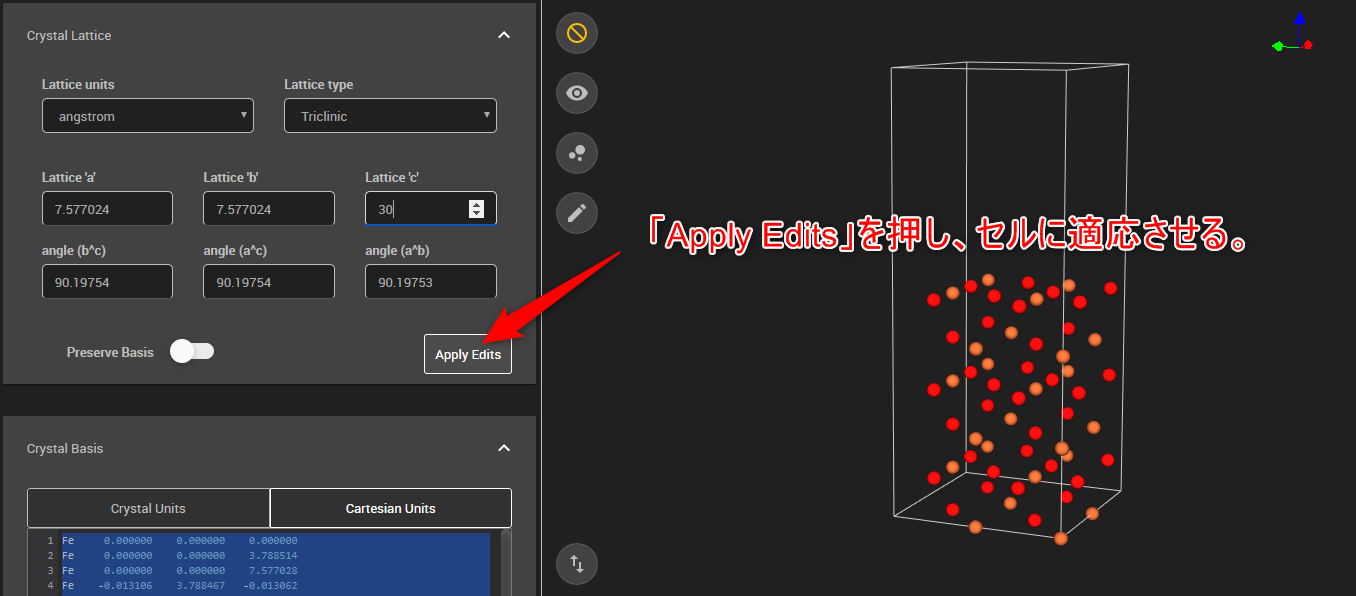 Crystal Lattice
Lattice units
Lattice type
angstrom
Triclinic
Lattice 'a'
Lattice 'b'
Lattice 'c'
7.577024
7.577024
30
angle (b^c)
angle (a^c)
angle (a^b)
90.19754
90.19754
90.19753
Preserve Basis
Apply Edits
Crystal Basis
Crystal Units
Cartesian Units
1 Fe 0.000000 0.000000 0.000000
2 Fe 0.000000 0.000000 3.788514
3 Fe 0.000000 0.000000 7.577028
4 Fe -0.013106 3.788467 -0.013062
「Apply Edits」を押し、セルに適応させる。